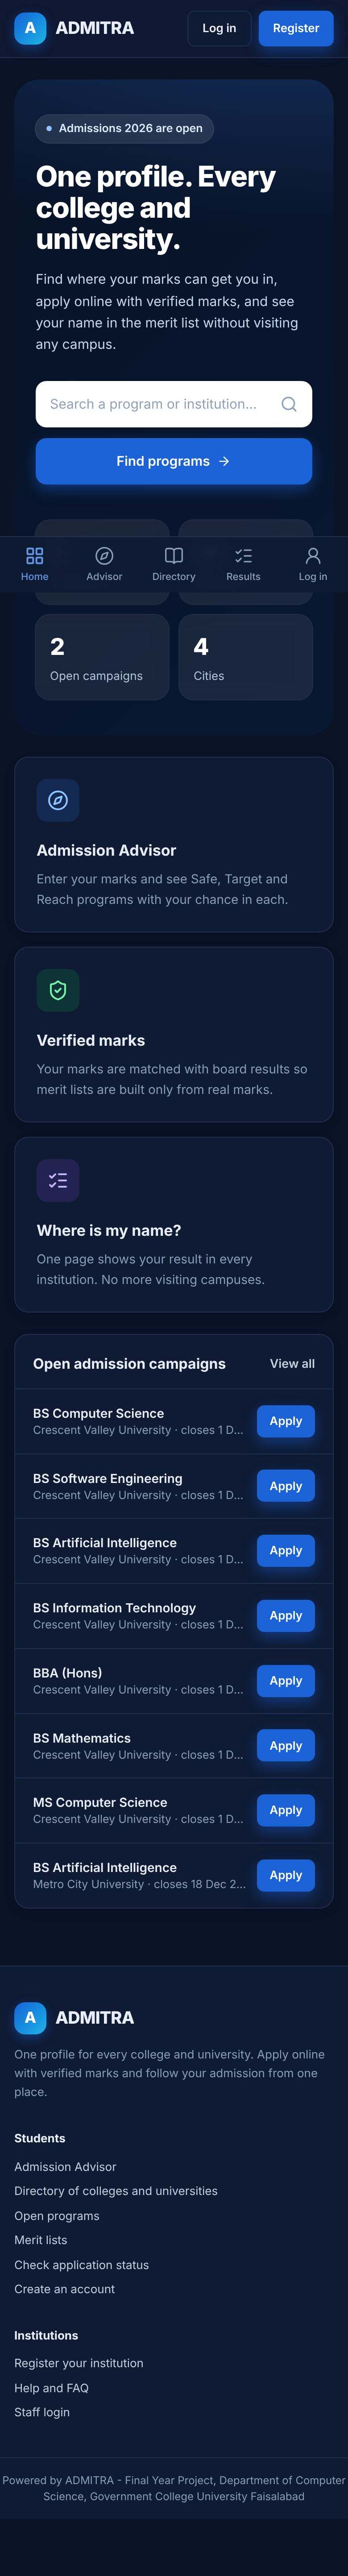 A ADMITRA
Log in
Register
Admissions 2026 are open
One profile. Every
college and
university.
Find where your marks can get you in,
apply online with verified marks, and see
your name in the merit list without visiting
any campus.
Search a program or institution...
Find programs →
Home
Advisor
Directory
Results
Log in
2
Open campaigns
4
Cities
Admission Advisor
Enter your marks and see Safe, Target and
Reach programs with your chance in each.
Verified marks
Your marks are matched with board results so
merit lists are built only from real marks.
Where is my name?
One page shows your result in every
institution. No more visiting campuses.
Open admission campaigns
View all
BS Computer Science
Crescent Valley University · closes 1 D...
Apply
BS Software Engineering
Crescent Valley University · closes 1 D...
Apply
BS Artificial Intelligence
Crescent Valley University · closes 1 D...
Apply
BS Information Technology
Crescent Valley University · closes 1 D...
Apply
BBA (Hons)
Crescent Valley University · closes 1 D...
Apply
BS Mathematics
Crescent Valley University · closes 1 D...
Apply
MS Computer Science
Crescent Valley University · closes 1 D...
Apply
BS Artificial Intelligence
Metro City University · closes 18 Dec 2...
Apply
A ADMITRA
One profile for every college and university. Apply online
with verified marks and follow your admission from one
place.
Students
Admission Advisor
Directory of colleges and universities
Open programs
Merit lists
Check application status
Create an account
Institutions
Register your institution
Help and FAQ
Staff login
Powered by ADMITRA - Final Year Project, Department of Computer
Science, Government College University Faisalabad